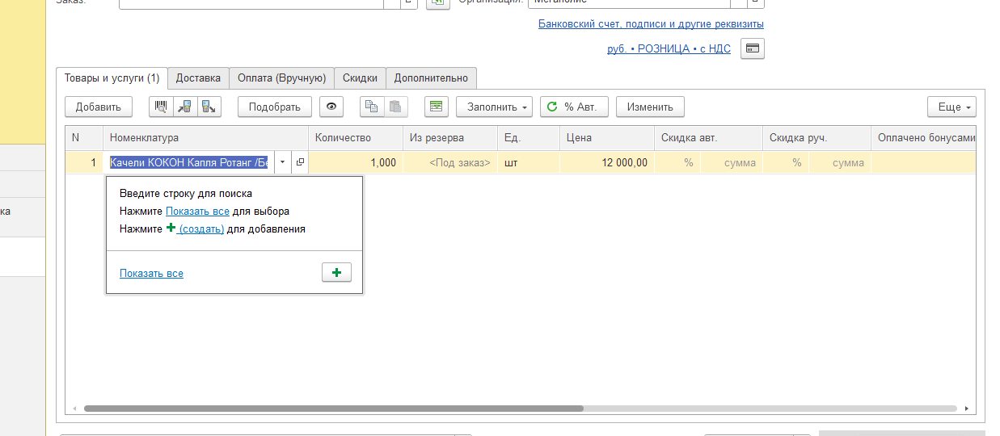 Заказ:
Организация: Мегаполис
Банковский счет, подписи и другие реквизиты
руб. • РОЗНИЦА • с НДС
Товары и услуги (1) Доставка Оплата (Вручную) Скидки Дополнительно
Добавить Подобрать Заполнить % Авт. Изменить Еще
N Номенклатура Количество Из резерва Ед. Цена Скидка авт. Скидка руч. Оплачено бонусами
1 Качели КОКОН Капля Ротанг /Бе 1,000 <Под заказ> шт 12 000,00 % сумма % сумма
Введите строку для поиска
ка
Нажмите Показать все для выбора
Нажмите (создать) для добавления
Показать все